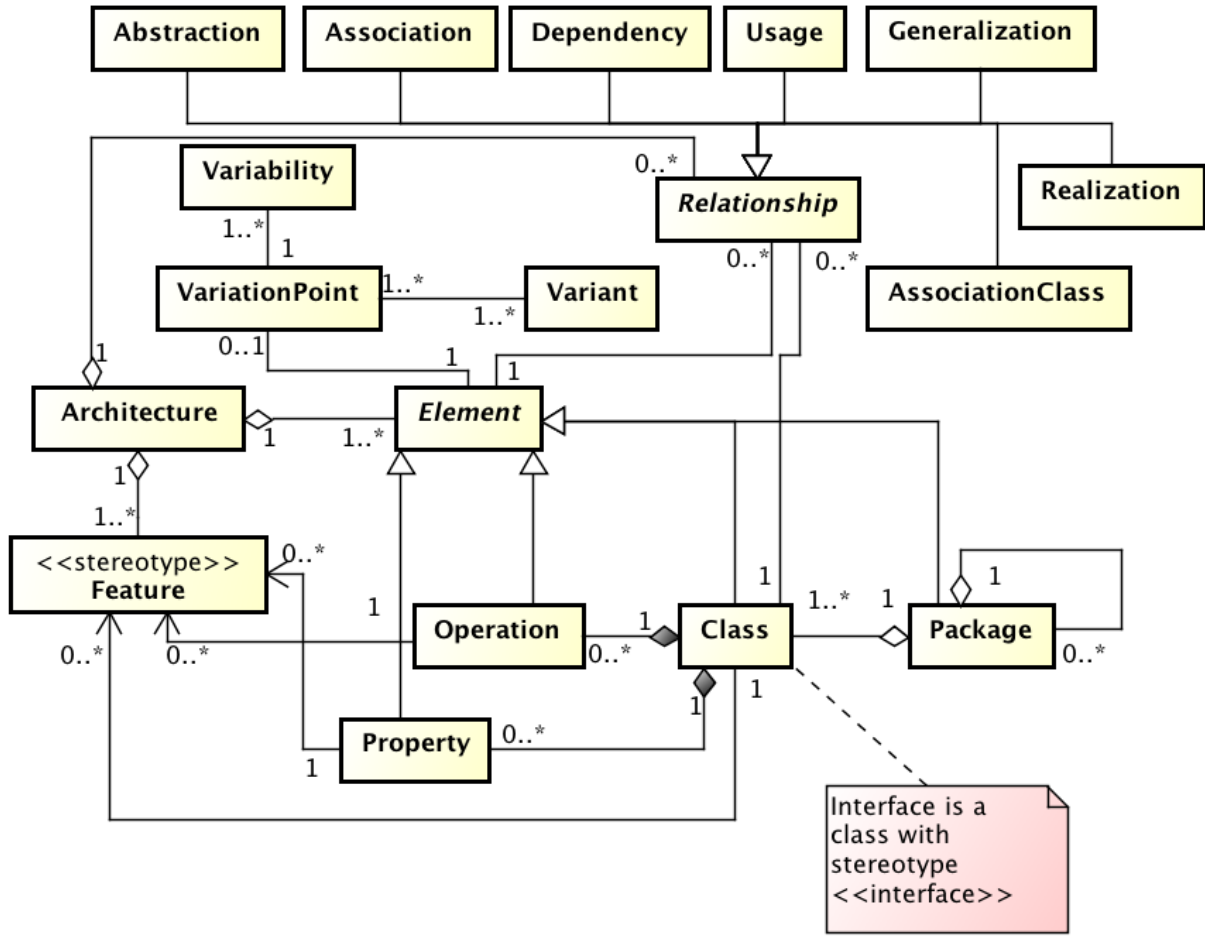 Abstraction
Association
Dependency
Usage
Generalization
Variability
0..*
Relationship
Realization
1..*
1
0..*
0..*
VariationPoint
1..*
1..*
Variant
AssociationClass
0..1
1
1
1
Architecture
1
1..*
Element
1
1..*
<<stereotype>>
Feature
0..*
1
1
1..*
1
0..*
0..*
Operation
1
0..*
Class
Package
0..*
1
1
Property
0..*
1
Interface is a
class with
stereotype
<<interface>>